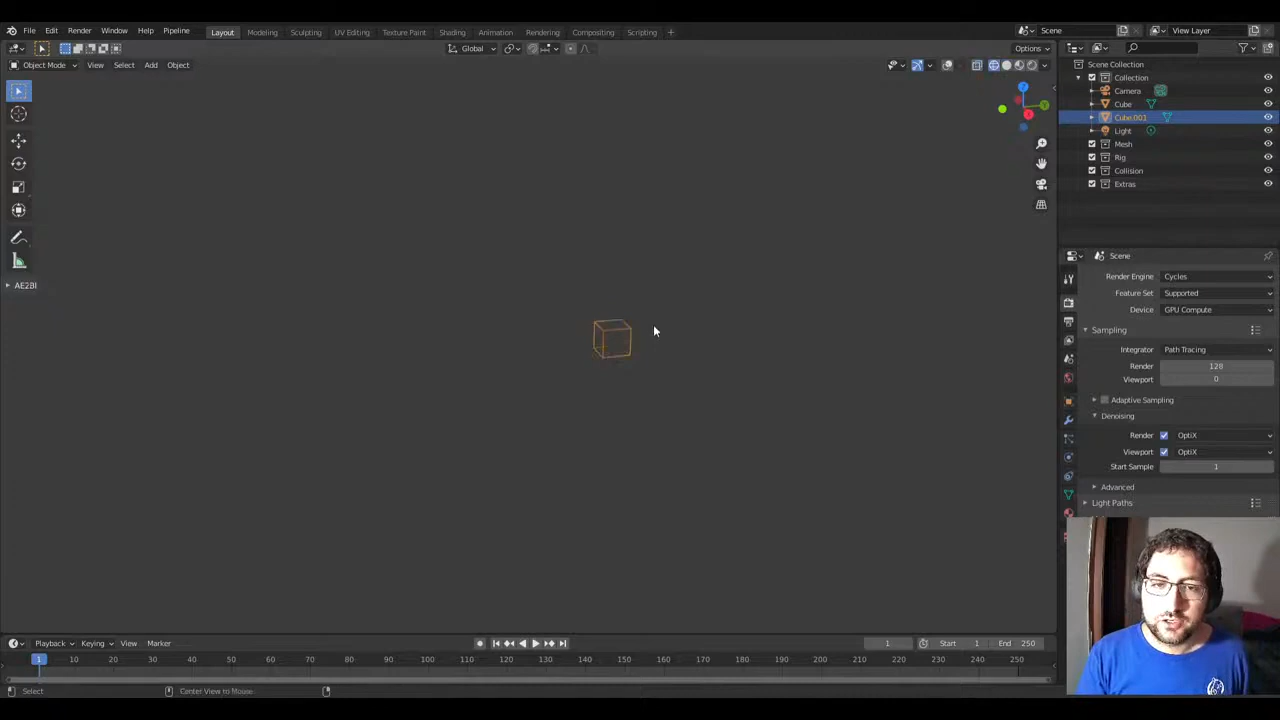 File Edit Render Window Help Pipeline Layout Modeling Sculpting UV Editing Texture Paint Shading Animation Rendering Compositing Scripting + Scene View Layer
Global Options
Object Mode View Select Add Object
Scene Collection
Collection
Camera
Cube
Cube.001
Light
Mesh
Rig
Collision
Extras
Z
Y
X
AE2Bl
Scene
Render Engine Cycles
Feature Set Supported
Device GPU Compute
Sampling
Integrator Path Tracing
Render 128
Viewport 0
Adaptive Sampling
Denoising
Render OptiX
Viewport OptiX
Start Sample 1
Advanced
Light Paths
Playback Keying View Marker 1 Start 1 End 250
1 10 20 30 40 50 60 70 80 90 100 110 120 130 140 150 160 170 180 190 200 210 220 230 240 250
Select Center View to Mouse